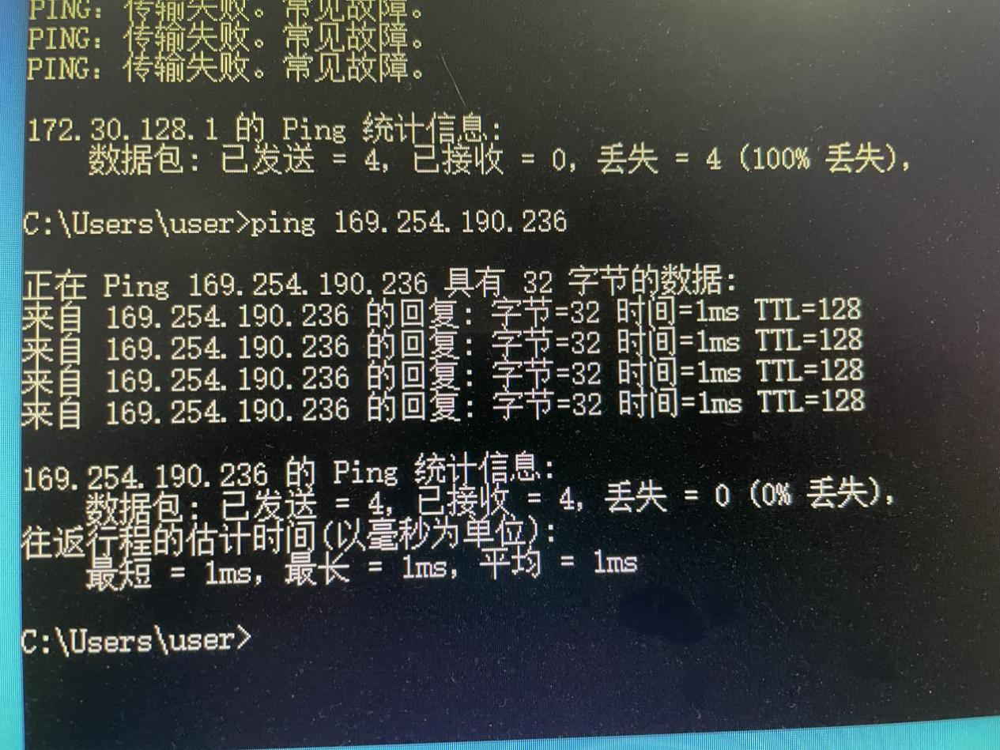 PING: 传输失败。常见故障。
PING: 传输失败。常见故障。
PING: 传输失败。常见故障。
172.30.128.1 的 Ping 统计信息:
数据包: 已发送 = 4, 已接收 = 0, 丢失 = 4 (100% 丢失),
C:\Users\user>ping 169.254.190.236
正在 Ping 169.254.190.236 具有 32 字节的数据:
来自 169.254.190.236 的回复: 字节=32 时间=1ms TTL=128
来自 169.254.190.236 的回复: 字节=32 时间=1ms TTL=128
来自 169.254.190.236 的回复: 字节=32 时间=1ms TTL=128
来自 169.254.190.236 的回复: 字节=32 时间=1ms TTL=128
169.254.190.236 的 Ping 统计信息:
数据包: 已发送 = 4, 已接收 = 4, 丢失 = 0 (0% 丢失),
往返行程的估计时间(以毫秒为单位):
最短 = 1ms, 最长 = 1ms, 平均 = 1ms
C:\Users\user>